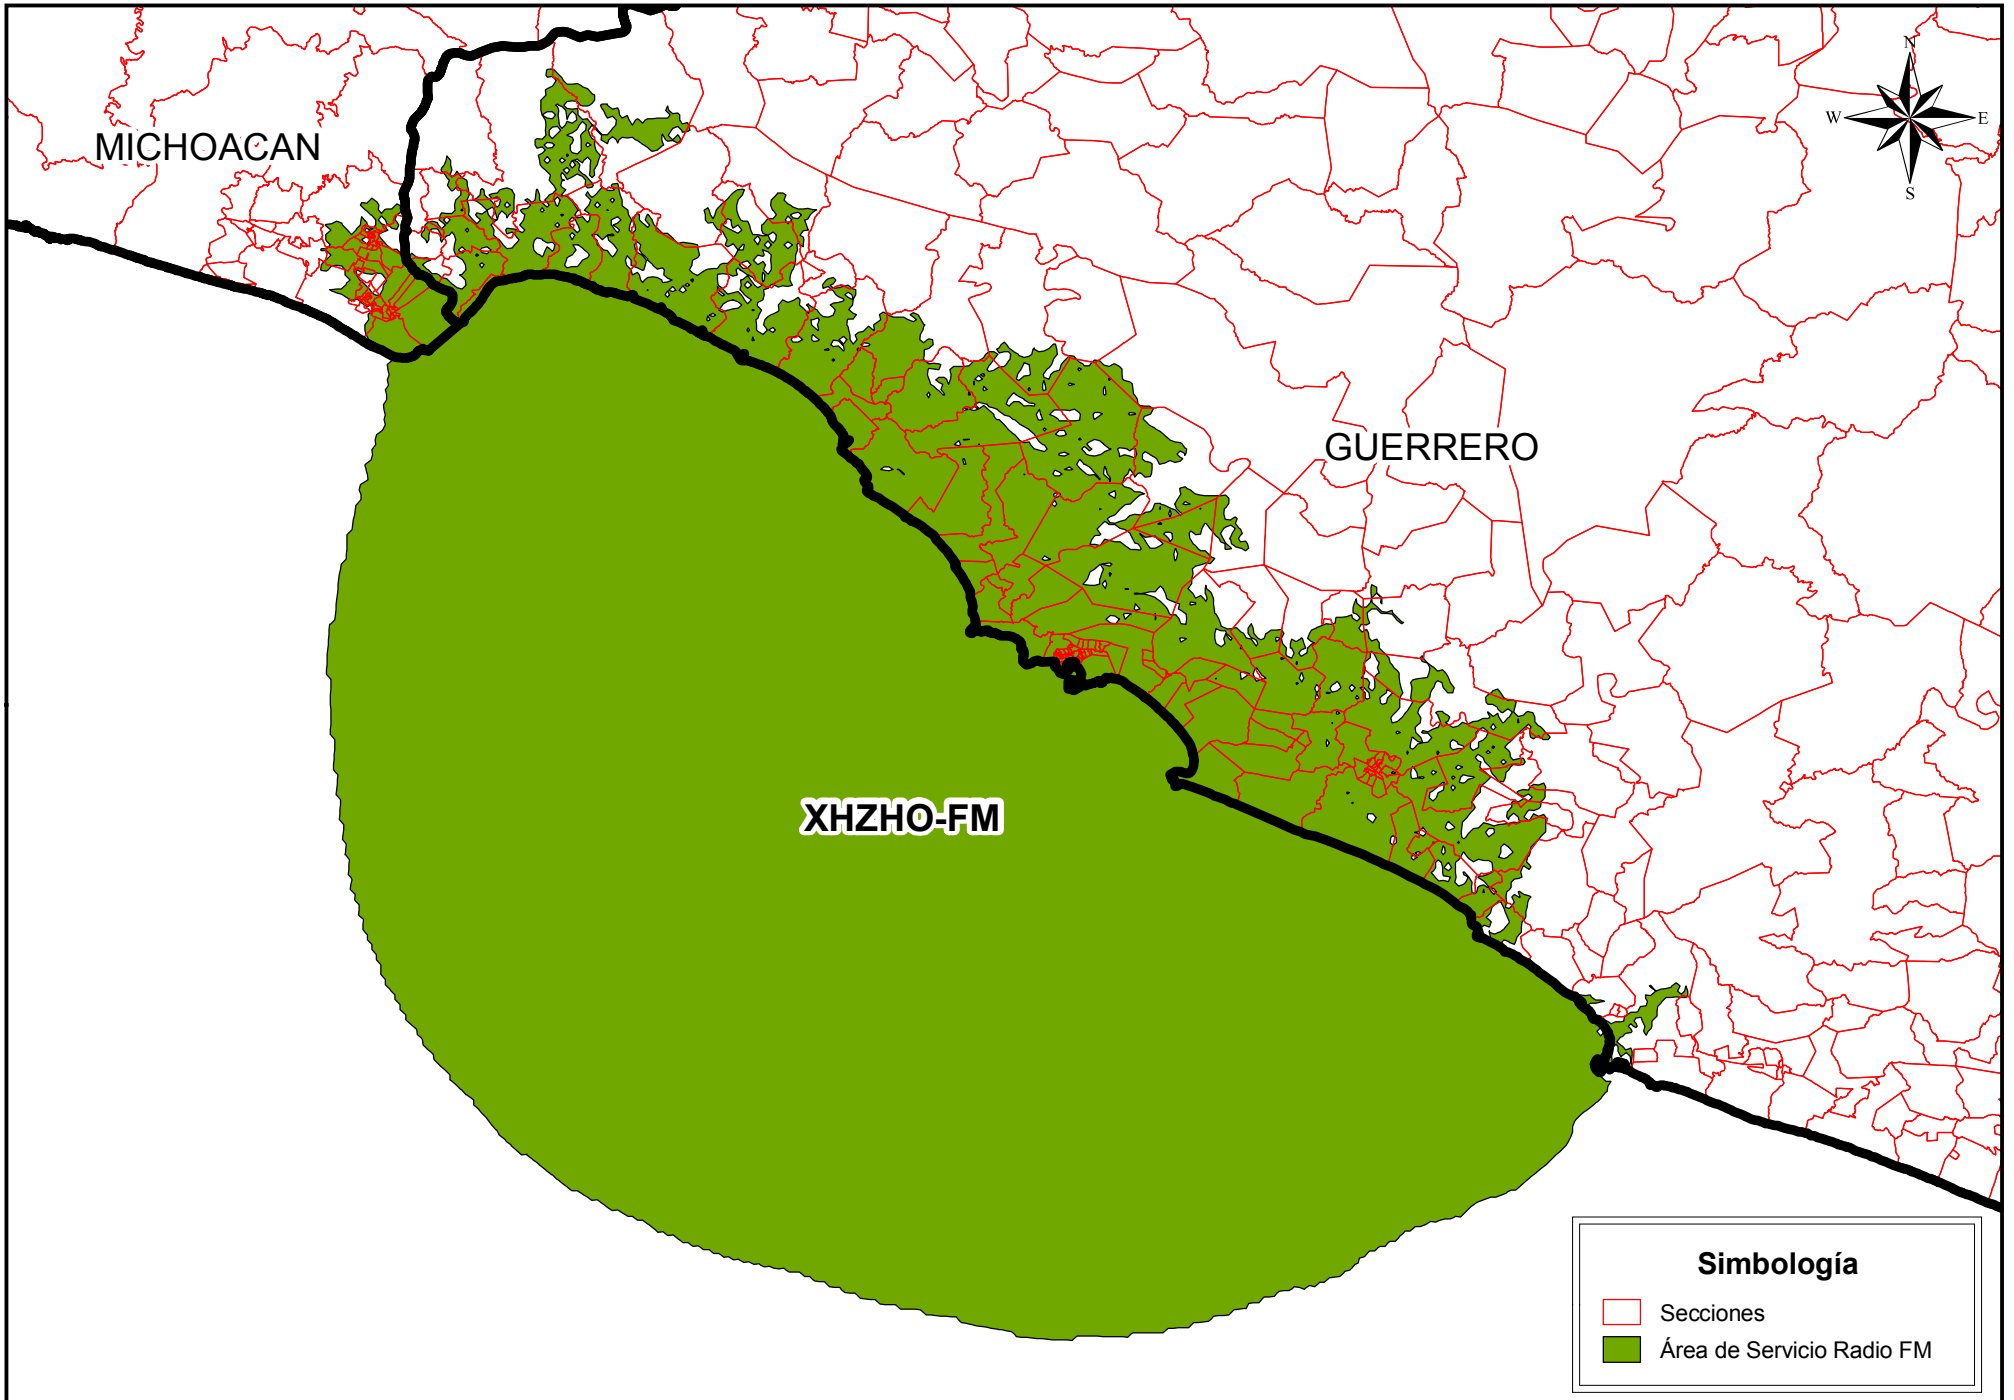 N
W E
S
MICHOACAN
GUERRERO
XHZHO-FM
Simbología
Secciones
Área de Servicio Radio FM